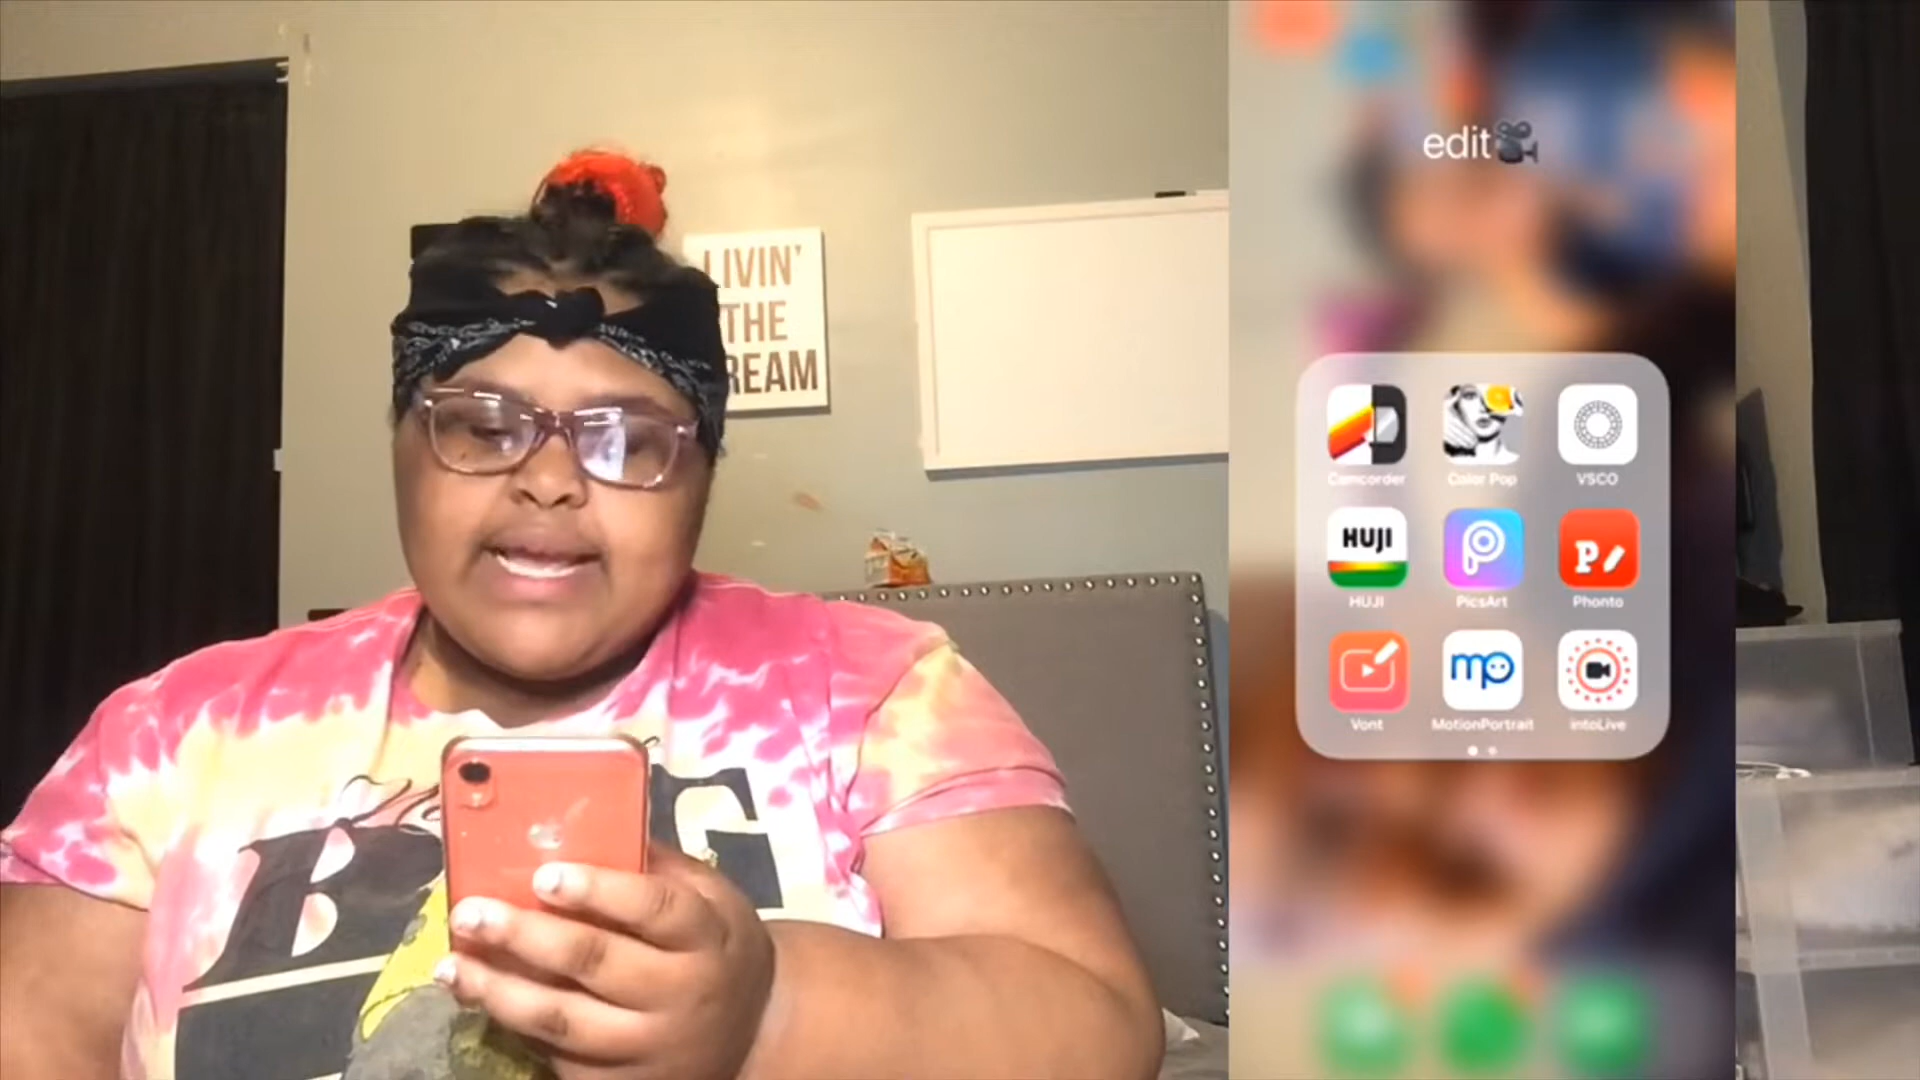 LIVIN'
THE
REAM
B G
edit
Camcorder
Color Pop
VSCO
HUJI
HUJI
PicsArt
P
Phonto
Vont
mp
MotionPortrait
intoLive